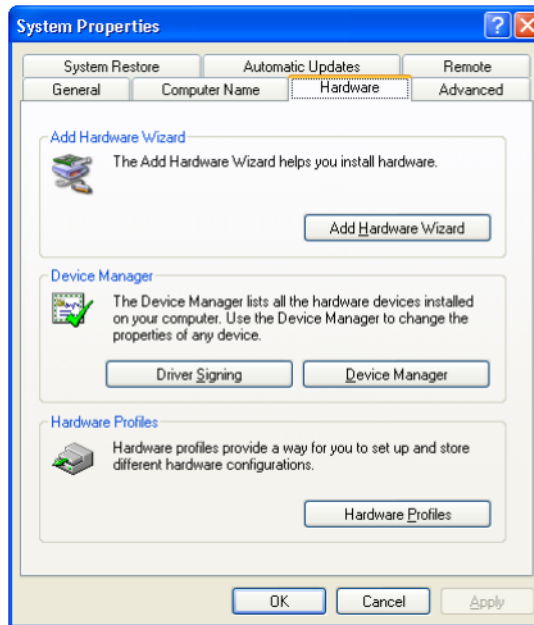 System Properties
System Restore Automatic Updates Remote
General Computer Name Hardware Advanced
Add Hardware Wizard
The Add Hardware Wizard helps you install hardware.
Add Hardware Wizard
Device Manager
The Device Manager lists all the hardware devices installed
on your computer. Use the Device Manager to change the
properties of any device.
Driver Signing Device Manager
Hardware Profiles
Hardware profiles provide a way for you to set up and store
different hardware configurations.
Hardware Profiles
OK Cancel Apply